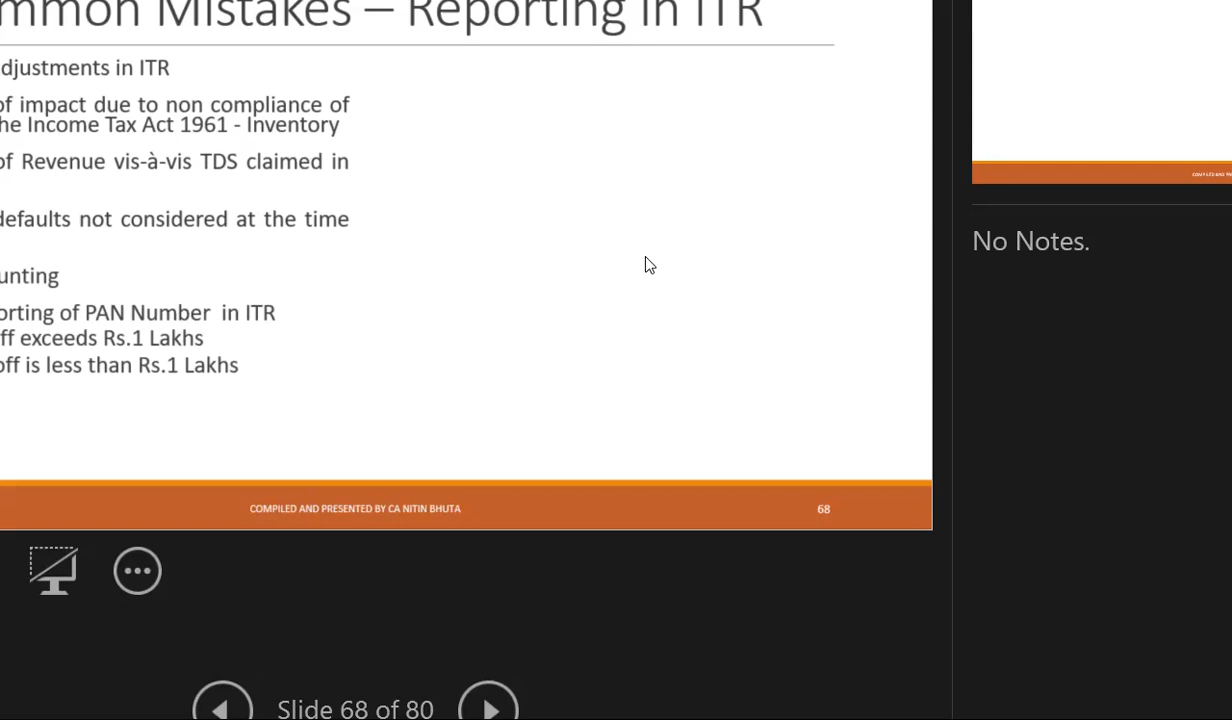 mmon Mistakes – Reporting in ITR
djustments in ITR
of impact due to non compliance of
he Income Tax Act 1961 - Inventory
of Revenue vis-à-vis TDS claimed in
defaults not considered at the time
unting
orting of PAN Number in ITR
ff exceeds Rs.1 Lakhs
off is less than Rs.1 Lakhs
COMPILED AND PRESENTED BY CA NITIN BHUTA
68
Slide 68 of 80
COMPILED AND PR
No Notes.